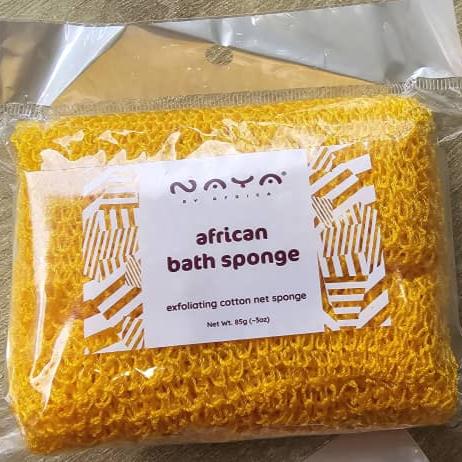 NAYA®
BY AFRICA
african
bath sponge
exfoliating cotton net sponge
Net Wt. 85g (~3oz)